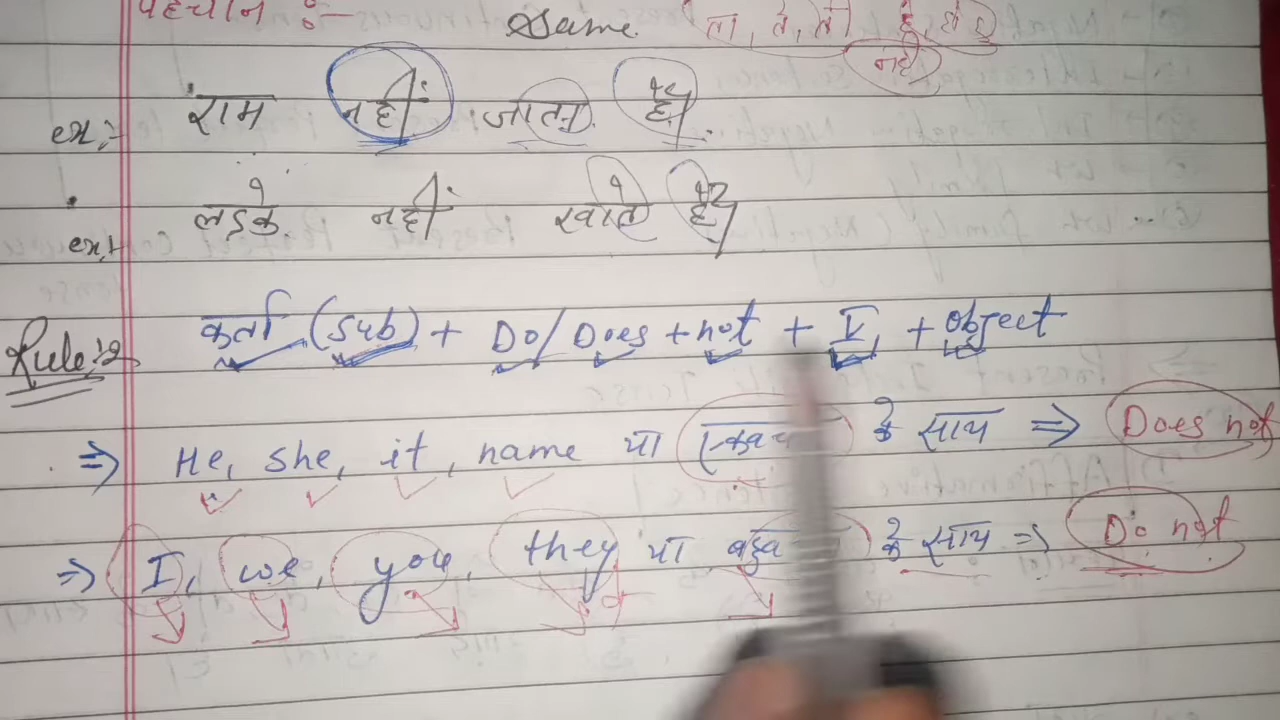 पहचान :- Same ता, ते, ती है, हो हूँ
नहीं
ex:- राम नहीं जाता है।
ex:- लड़के नहीं खाते हैं।
Rule:- कर्ता (Sub) + Do/Does + not + V1 + object
⇒ He, she, it, name या के साथ ⇒ Does not
⇒ I, we, you, they या के साथ ⇒ Do not